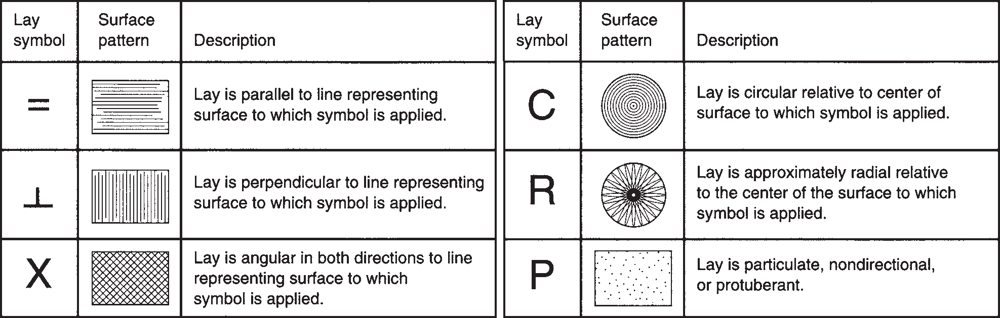 Lay
symbol
Surface
pattern
Description
=
Lay is parallel to line representing
surface to which symbol is applied.
⊥
Lay is perpendicular to line representing
surface to which symbol is applied.
X
Lay is angular in both directions to line
representing surface to which
symbol is applied.
Lay
symbol
Surface
pattern
Description
C
Lay is circular relative to center of
surface to which symbol is applied.
R
Lay is approximately radial relative
to the center of the surface to which
symbol is applied.
P
Lay is particulate, nondirectional,
or protuberant.